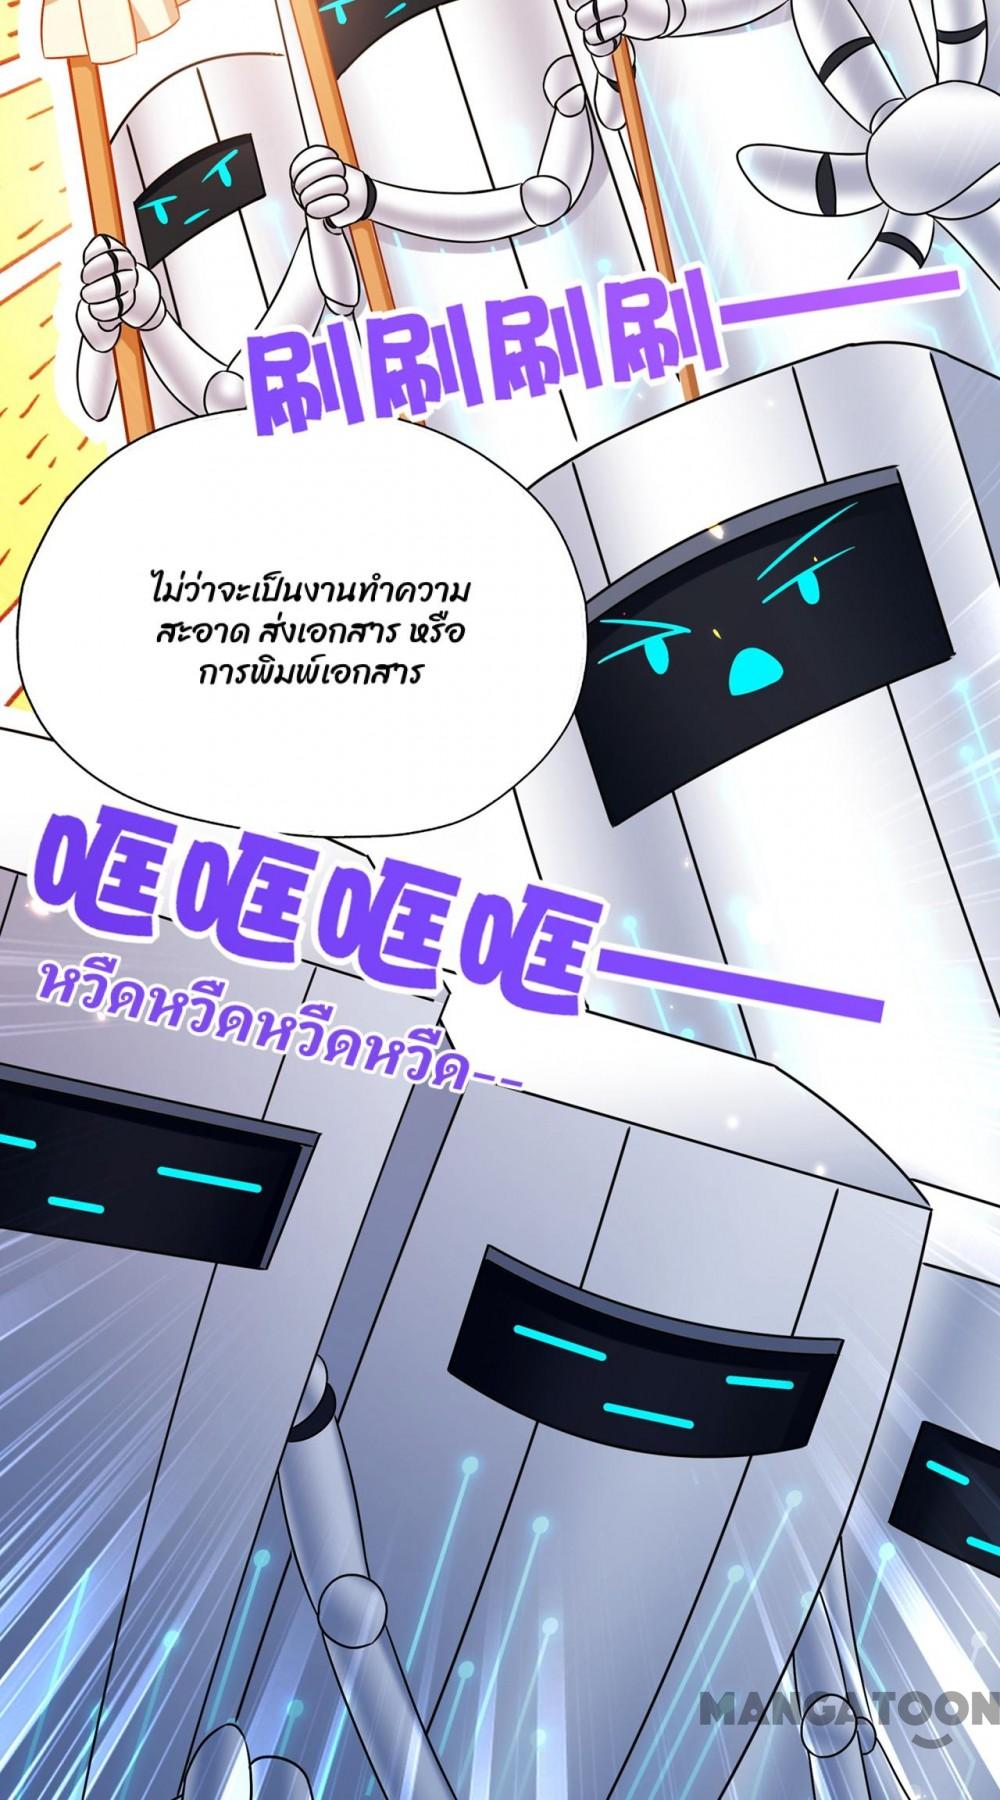 刷刷刷刷——
ไม่ว่าจะเป็นงานทำความ
สะอาด ส่งเอกสาร หรือ
การพิมพ์เอกสาร
哐哐哐哐——
หวืดหวืดหวืดหวืด--
MANGATOON